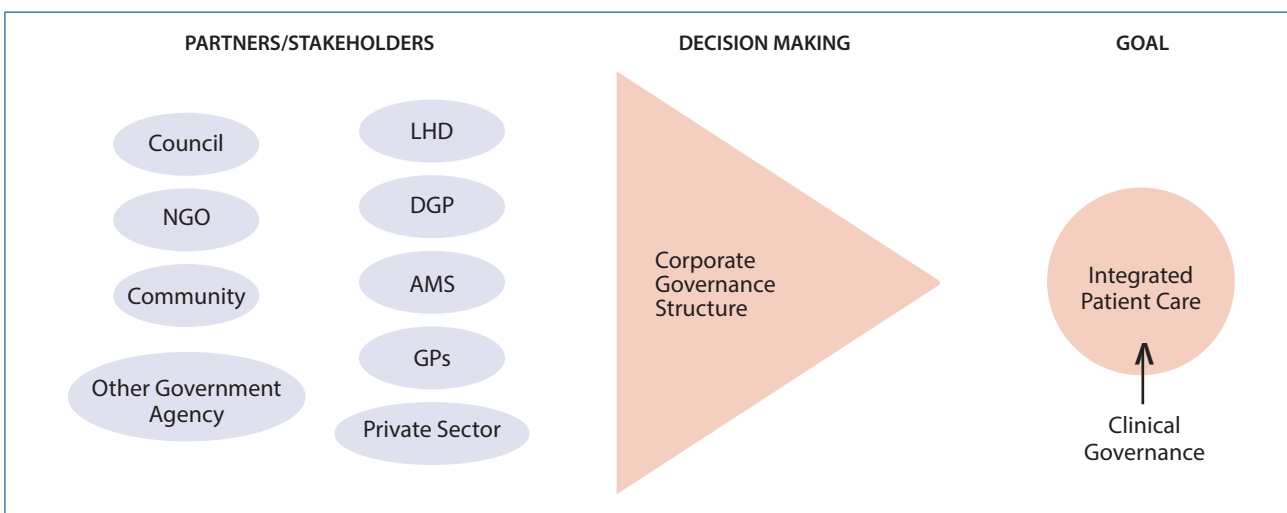 PARTNERS/STAKEHOLDERS
DECISION MAKING
GOAL
Council
NGO
Community
Other Government
Agency
LHD
DGP
AMS
GPs
Private Sector
Corporate
Governance
Structure
Integrated
Patient Care
Clinical
Governance